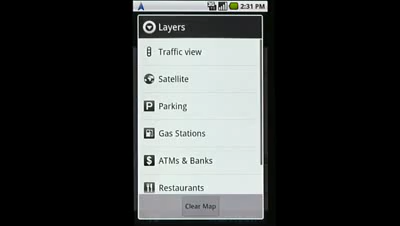 2:31 PM
Layers
Traffic view
Satellite
P Parking
Gas Stations
$ ATMs & Banks
Restaurants
Clear Map